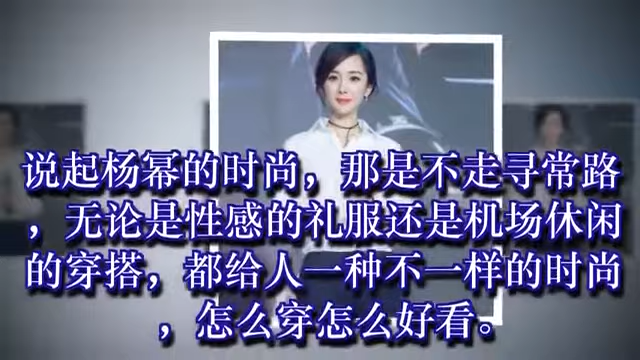 说起杨幂的时尚，那是不走寻常路
，无论是性感的礼服还是机场休闲
的穿搭，都给人一种不一样的时尚
，怎么穿怎么好看。